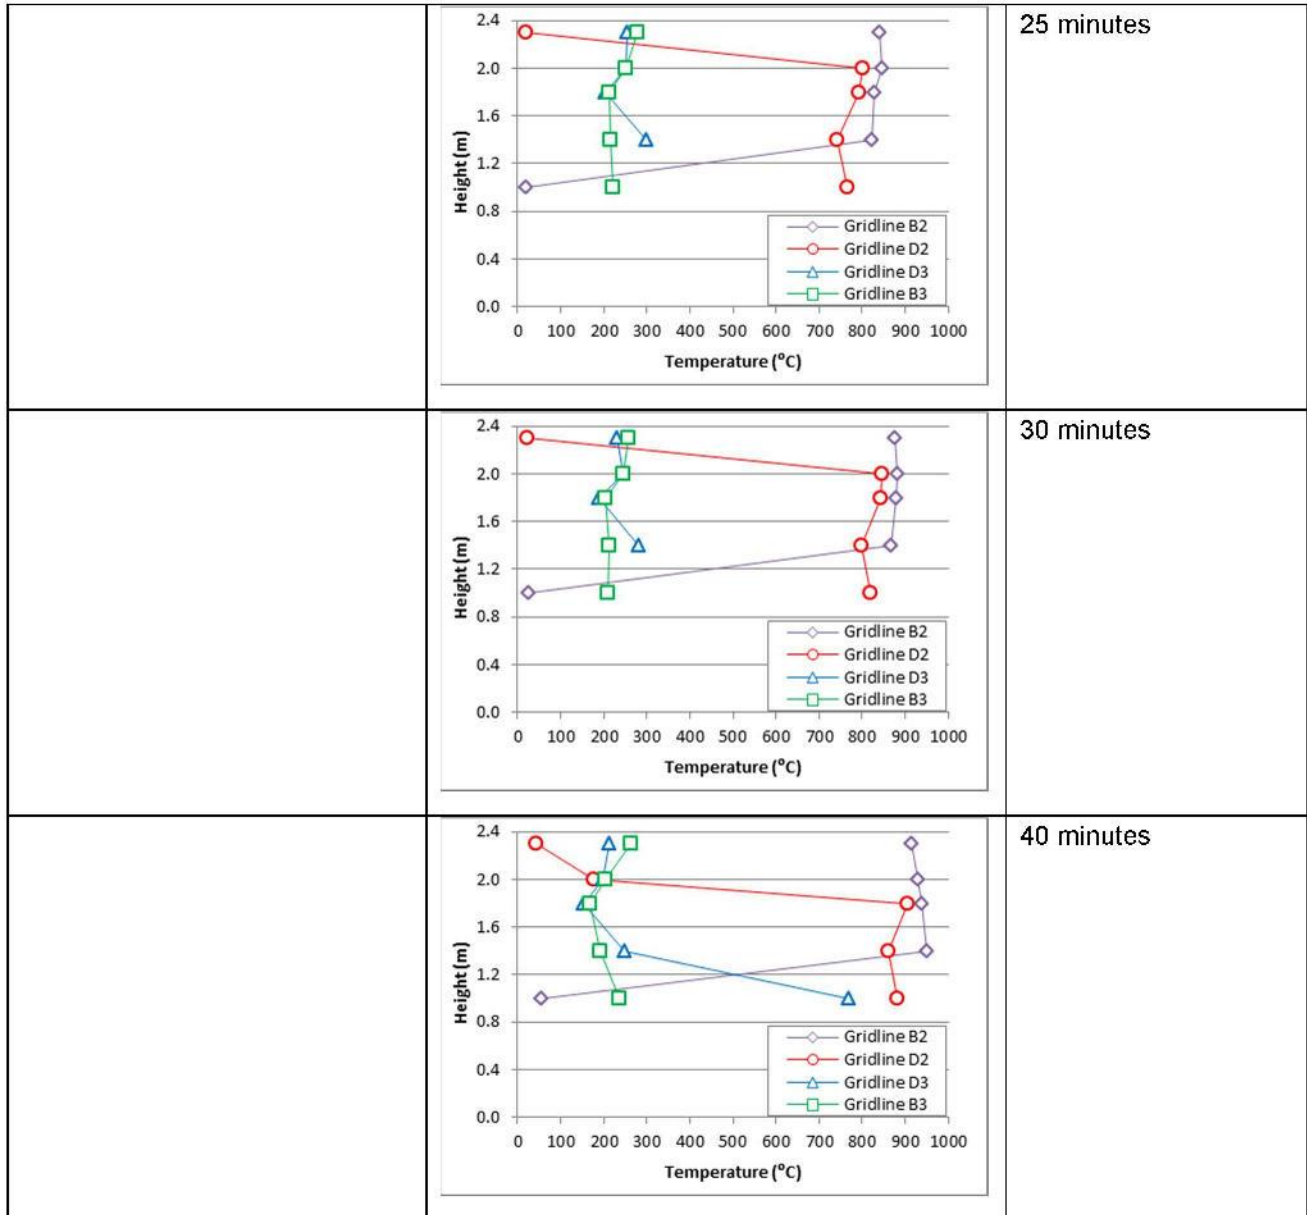 25 minutes
2.4
2.0
1.6
1.2
0.8
0.4
0.0
Height (m)
Gridline B2
Gridline D2
Gridline D3
Gridline B3
0 100 200 300 400 500 600 700 800 900 1000
Temperature (°C)
30 minutes
2.4
2.0
1.6
1.2
0.8
0.4
0.0
Height (m)
Gridline B2
Gridline D2
Gridline D3
Gridline B3
0 100 200 300 400 500 600 700 800 900 1000
Temperature (°C)
40 minutes
2.4
2.0
1.6
1.2
0.8
0.4
0.0
Height (m)
Gridline B2
Gridline D2
Gridline D3
Gridline B3
0 100 200 300 400 500 600 700 800 900 1000
Temperature (°C)